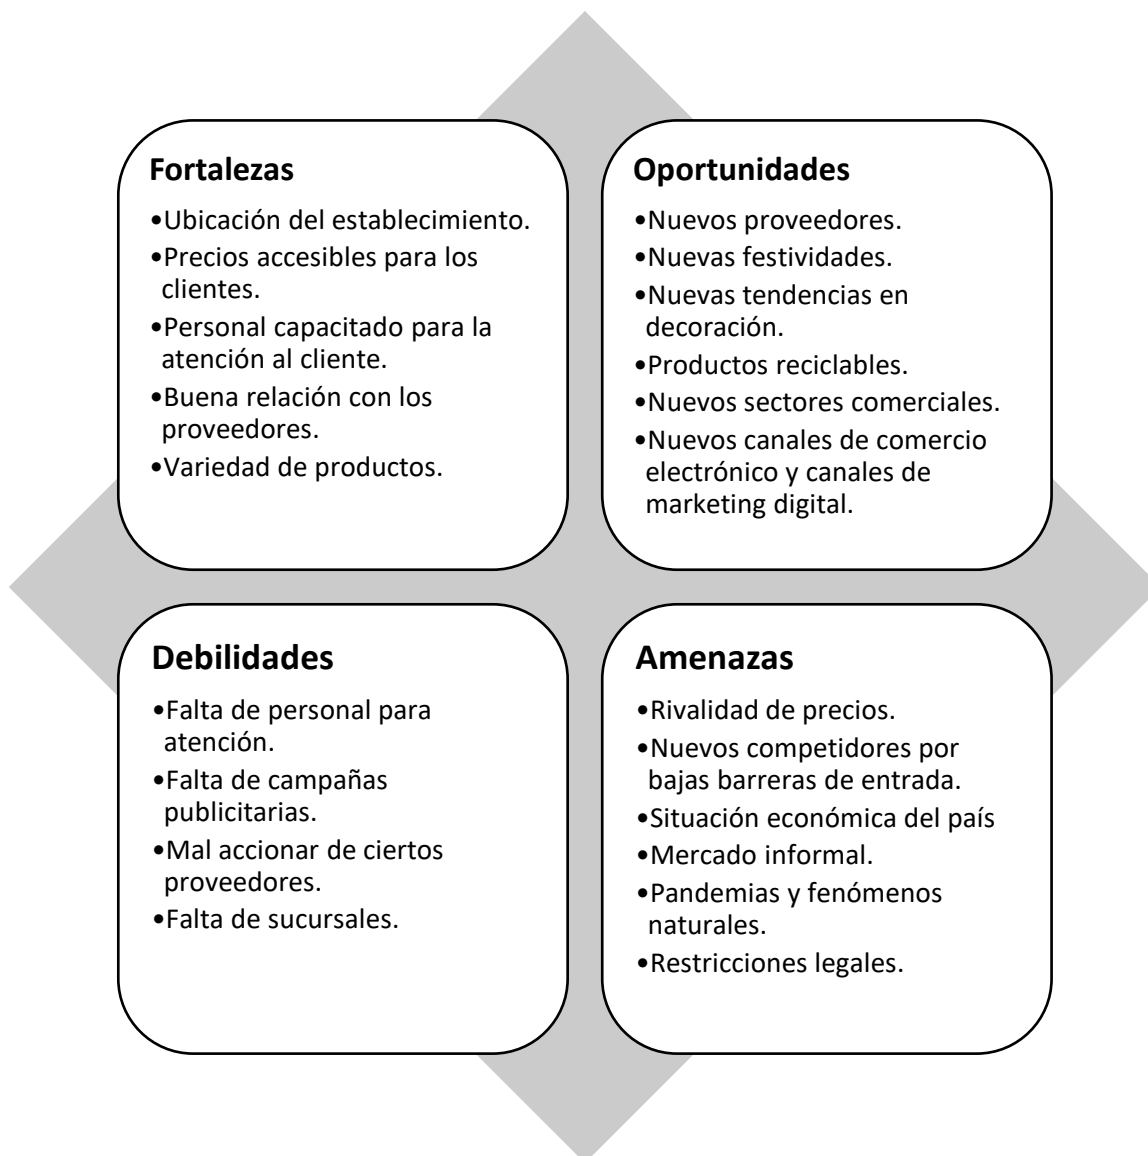 Fortalezas
•Ubicación del establecimiento.
•Precios accesibles para los
clientes.
•Personal capacitado para la
atención al cliente.
•Buena relación con los
proveedores.
•Variedad de productos.
Oportunidades
•Nuevos proveedores.
•Nuevas festividades.
•Nuevas tendencias en
decoración.
•Productos reciclables.
•Nuevos sectores comerciales.
•Nuevos canales de comercio
electrónico y canales de
marketing digital.
Debilidades
•Falta de personal para
atención.
•Falta de campañas
publicitarias.
•Mal accionar de ciertos
proveedores.
•Falta de sucursales.
Amenazas
•Rivalidad de precios.
•Nuevos competidores por
bajas barreras de entrada.
•Situación económica del país
•Mercado informal.
•Pandemias y fenómenos
naturales.
•Restricciones legales.